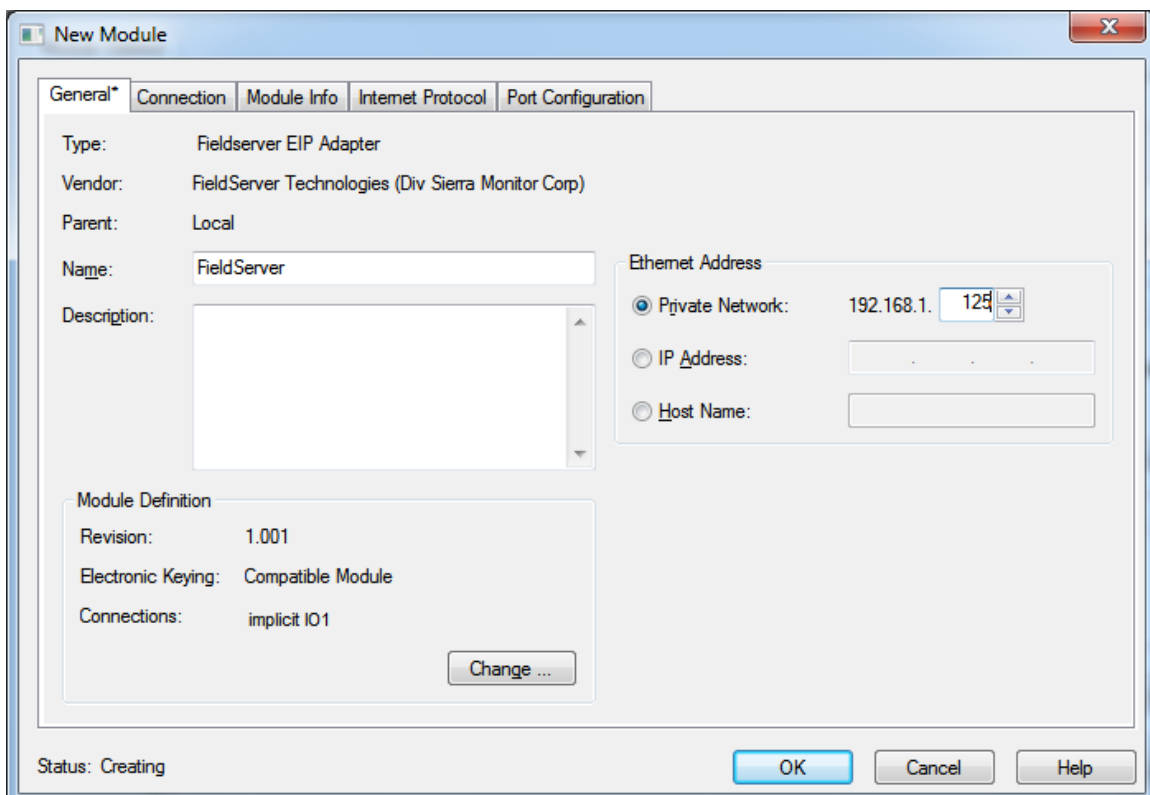 New Module
x
General* Connection Module Info Internet Protocol Port Configuration
Type: Fieldserver EIP Adapter
Vendor: FieldServer Technologies (Div Sierra Monitor Corp)
Parent: Local
Name: FieldServer
Description:
Ethernet Address
Private Network: 192.168.1. 125
IP Address: . . .
Host Name:
Module Definition
Revision: 1.001
Electronic Keying: Compatible Module
Connections: implicit IO1
Change ...
Status: Creating
OK Cancel Help